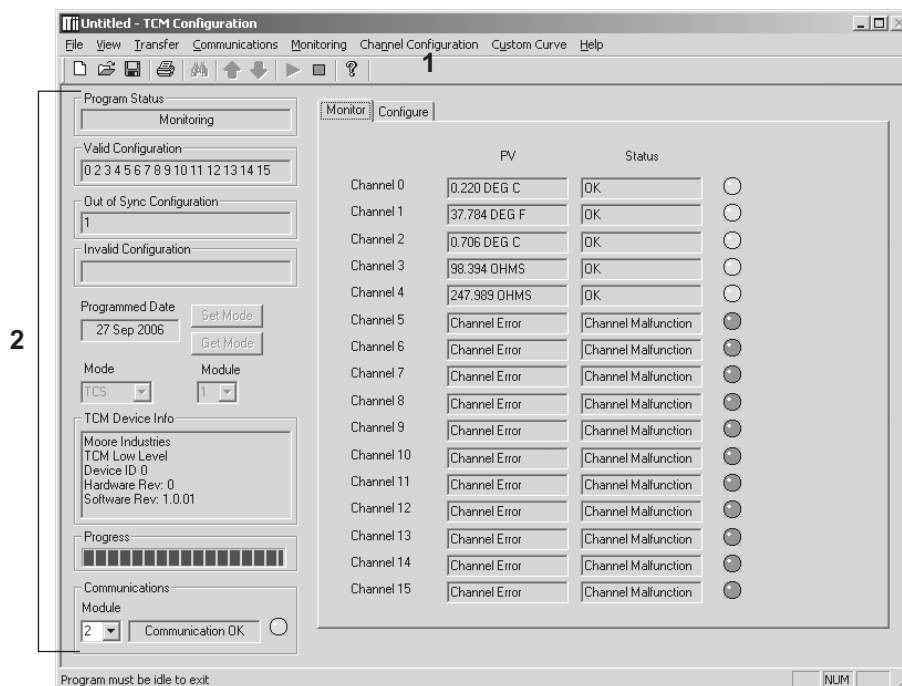 Untitled - TCM Configuration
File View Transfer Communications Monitoring Channel Configuration Custom Curve Help
1
2
Program Status
Monitoring
Valid Configuration
0 2 3 4 5 6 7 8 9 10 11 12 13 14 15
Out of Sync Configuration
1
Invalid Configuration
Programmed Date
27 Sep 2006
Set Mode
Get Mode
Mode Module
TCS 1
TCM Device Info
Moore Industries
TCM Low Level
Device ID 0
Hardware Rev: 0
Software Rev: 1.0.01
Progress
Communications
Module
2 Communication OK
Monitor Configure
PV Status
Channel 0 0.220 DEG C OK
Channel 1 37.784 DEG F OK
Channel 2 0.706 DEG C OK
Channel 3 98.394 OHMS OK
Channel 4 247.989 OHMS OK
Channel 5 Channel Error Channel Malfunction
Channel 6 Channel Error Channel Malfunction
Channel 7 Channel Error Channel Malfunction
Channel 8 Channel Error Channel Malfunction
Channel 9 Channel Error Channel Malfunction
Channel 10 Channel Error Channel Malfunction
Channel 11 Channel Error Channel Malfunction
Channel 12 Channel Error Channel Malfunction
Channel 13 Channel Error Channel Malfunction
Channel 14 Channel Error Channel Malfunction
Channel 15 Channel Error Channel Malfunction
Program must be idle to exit
NUM